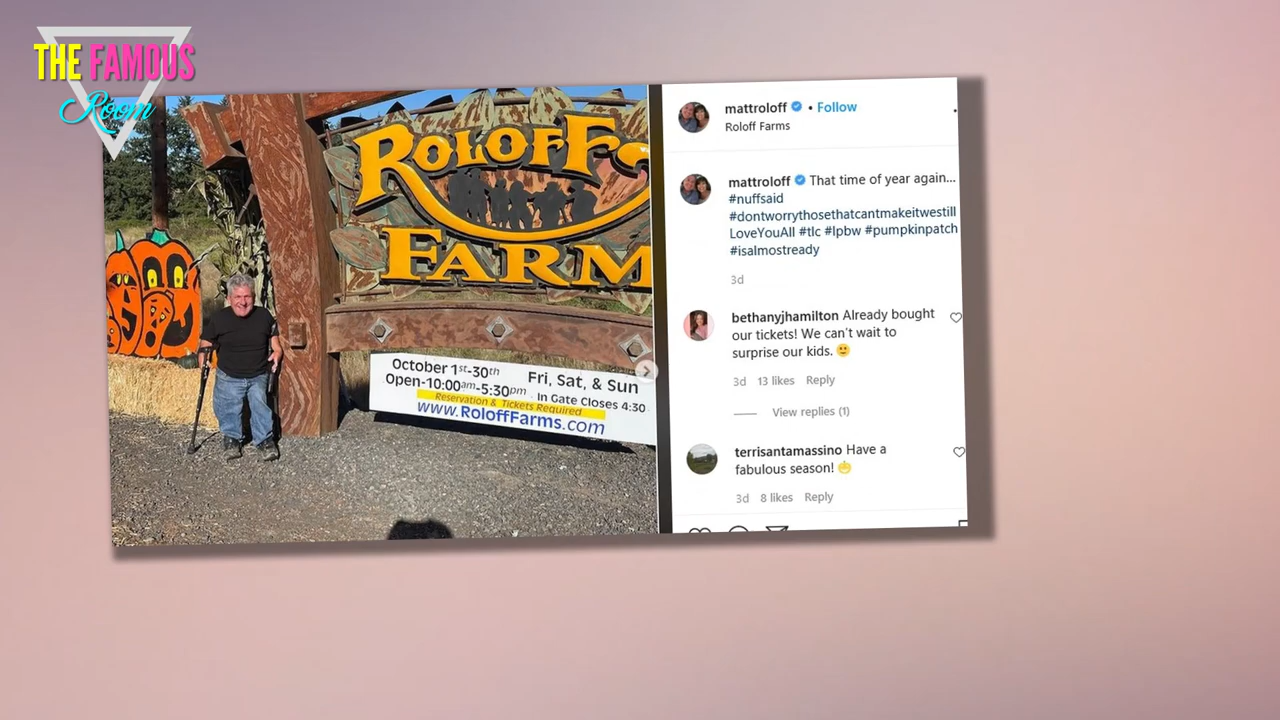 THE FAMOUS
Room
ROLOFF
FARM
October 1st-30th
Fri, Sat, & Sun
Open-10:00am-5:30pm
In Gate Closes 4:30
Reservation & Tickets Required
www.RoloffFarms.com
mattroloff • Follow
Roloff Farms
mattroloff That time of year again...
#nuffsaid
#dontworrythosethatcantmakeitwestill
LoveYouAll #tlc #lpbw #pumpkinpatch
#isalmostready
3d
bethanyjhamilton Already bought
our tickets! We can't wait to
surprise our kids. 🙂
3d 13 likes Reply
View replies (1)
terrisantamassino Have a
fabulous season! 🎃
3d 8 likes Reply